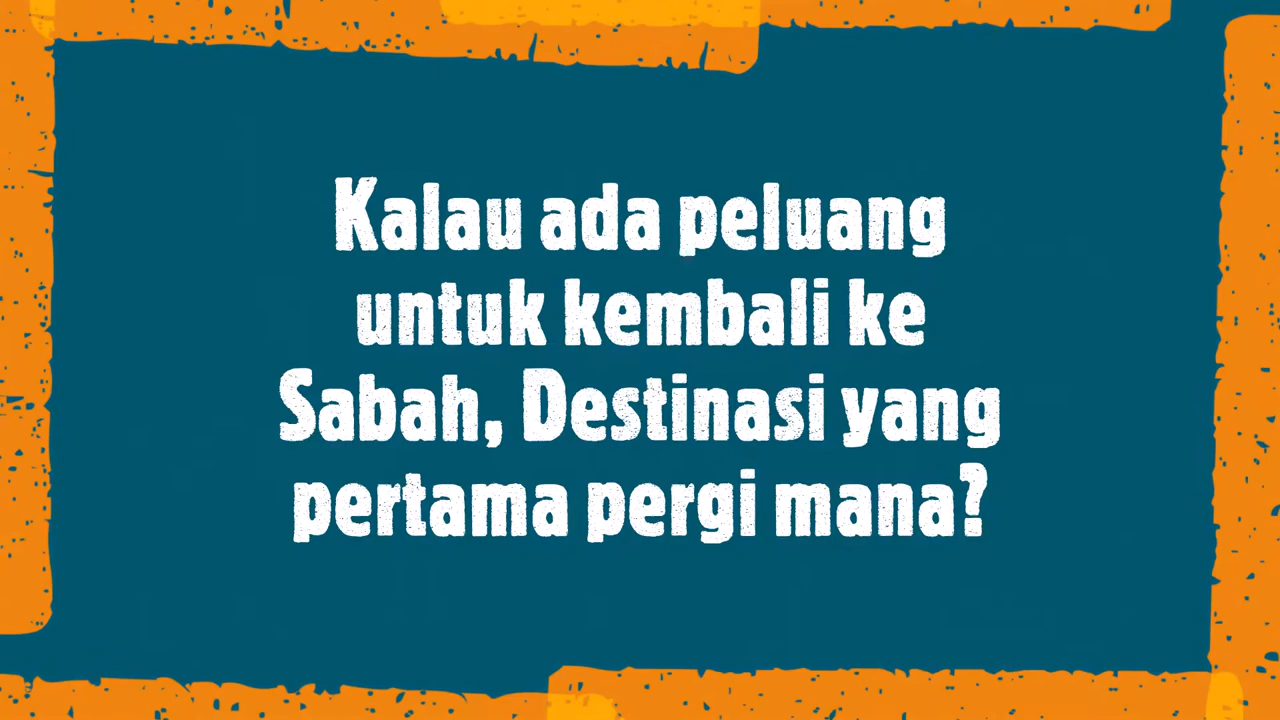 Kalau ada peluang
untuk kembali ke
Sabah, Destinasi yang
pertama pergi mana?